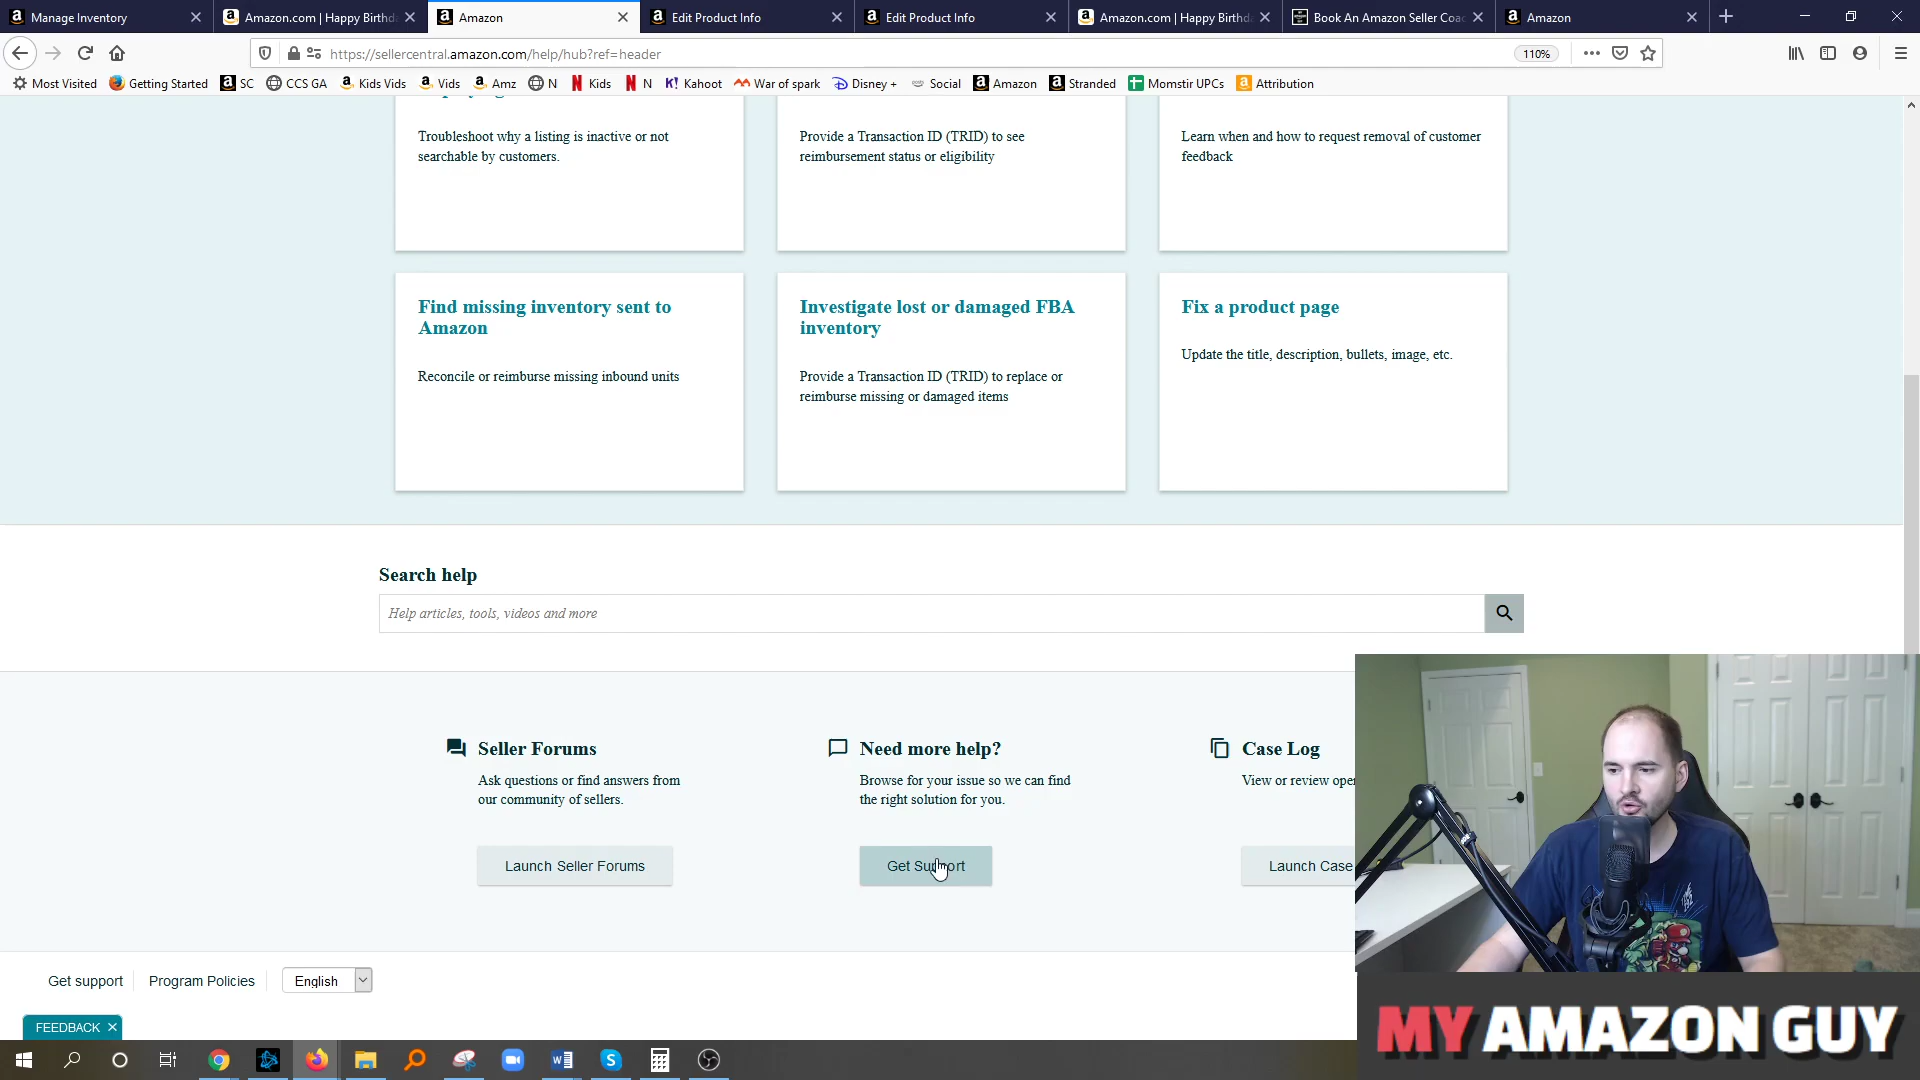 Manage Inventory
Amazon.com | Happy Birthd
Amazon
Edit Product Info
Edit Product Info
Amazon.com | Happy Birthd
Book An Amazon Seller Coac
Amazon
https://sellercentral.amazon.com/help/hub?ref=header
110%
Most Visited
Getting Started
SC
CCS GA
Kids Vids
Vids
Amz
N
Kids
N
Kahoot
War of spark
Disney +
Social
Amazon
Stranded
Momstir UPCs
Attribution
Troubleshoot why a listing is inactive or not
searchable by customers.
Provide a Transaction ID (TRID) to see
reimbursement status or eligibility
Learn when and how to request removal of customer
feedback
Find missing inventory sent to
Amazon
Reconcile or reimburse missing inbound units
Investigate lost or damaged FBA
inventory
Provide a Transaction ID (TRID) to replace or
reimburse missing or damaged items
Fix a product page
Update the title, description, bullets, image, etc.
Search help
Help articles, tools, videos and more
Seller Forums
Ask questions or find answers from
our community of sellers.
Launch Seller Forums
Need more help?
Browse for your issue so we can find
the right solution for you.
Get Support
Case Log
View or review oper
Launch Case
Get support
Program Policies
English
FEEDBACK
MY AMAZON GUY